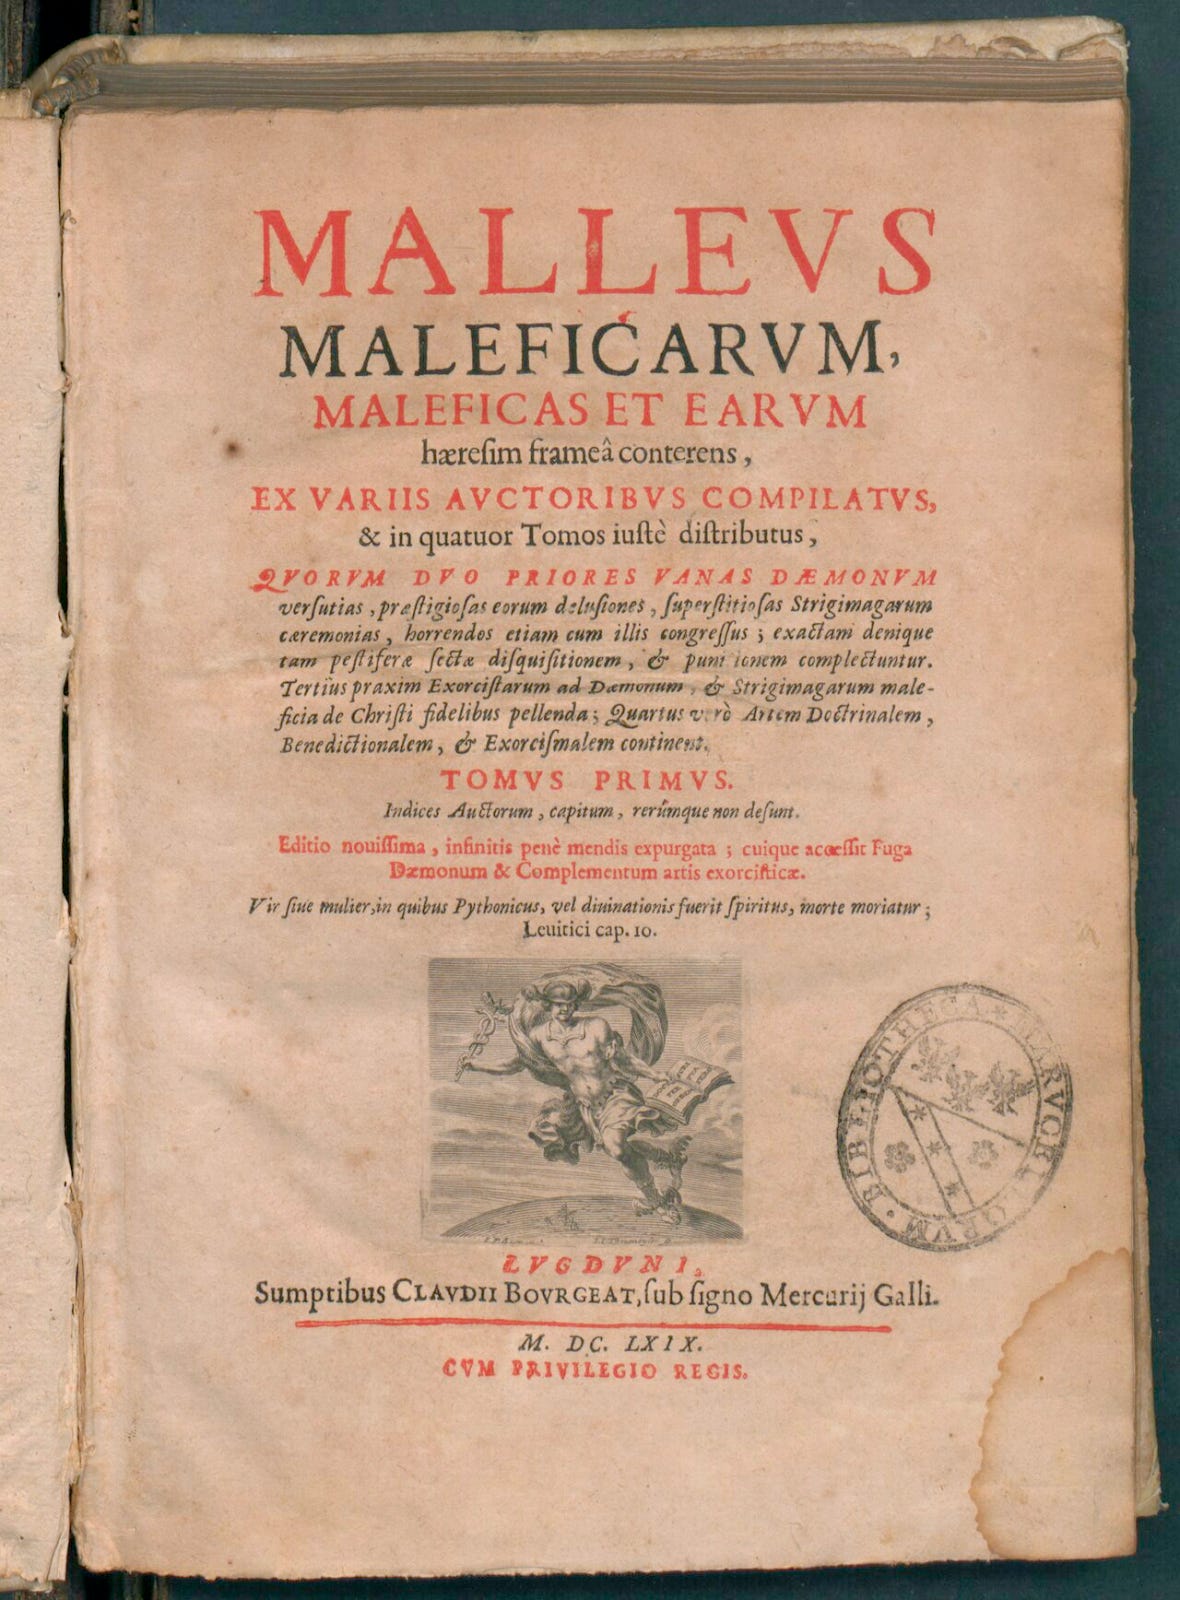 MALLEVS
MALEFICARVM,
MALEFICAS ET EARVM
hæreſim frameâ conterens,
EX VARIIS AVCTORIBVS COMPILATVS,
& in quatuor Tomos iuſtè diſtributus,
QVORVM DVO PRIORES VANAS DÆMONVM
verſutias, præſtigioſas eorum deluſiones, ſuperſtitioſas Strigimagarum
cæremonias, horrendos etiam cum illis congreſſus; exactam denique
tam peſtiferæ ſectæ diſquiſitionem, & punitionem complectuntur.
Tertius praxim Exorciſtarum ad Dæmonum, & Strigimagarum male-
ficia de Chriſti fidelibus pellenda; Quartus verò Artem Doctrinalem,
Benedictionalem, & Exorciſmalem continent.
TOMVS PRIMVS.
Indices Auctorum, capitum, rerúmque non deſunt.
Editio nouiſſima, infinitis penè mendis expurgata; cuique acceſſit Fuga
Dæmonum & Complementum artis exorciſticæ.
Vir ſiue mulier, in quibus Pythonicus, vel diuinationis fuerit ſpiritus, morte moriatur;
Leuitici cap. 10.
BIBLIOTHECA * MARVCELLORVM •
LVGDVNI,
Sumptibus CLAVDII BOVRGEAT, ſub ſigno Mercurij Galli.
M. DC. LXIX.
CVM PRIVILEGIO REGIS.